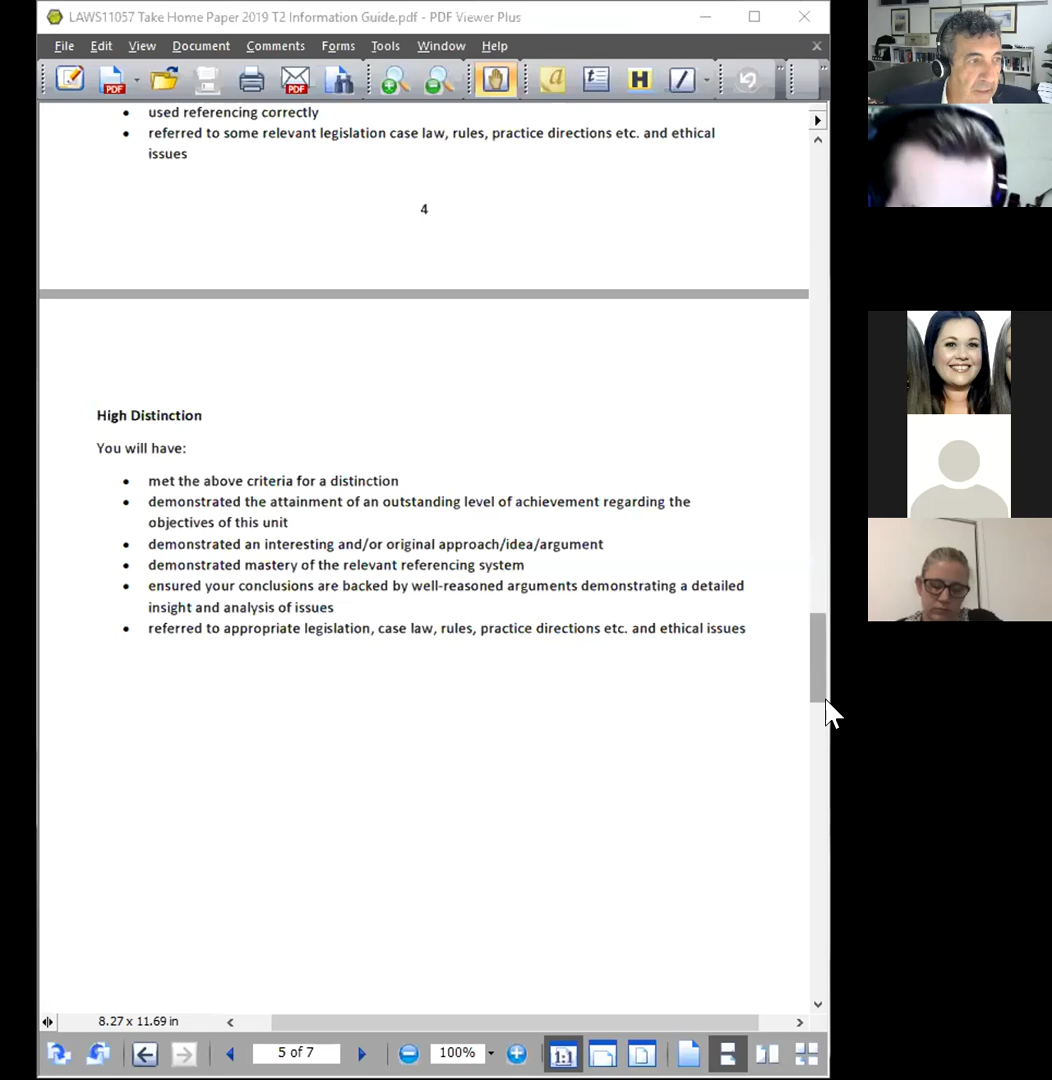 LAWS11057 Take Home Paper 2019 T2 Information Guide.pdf - PDF Viewer Plus
File Edit View Document Comments Forms Tools Window Help
• used referencing correctly
• referred to some relevant legislation case law, rules, practice directions etc. and ethical
issues
4
High Distinction
You will have:
• met the above criteria for a distinction
• demonstrated the attainment of an outstanding level of achievement regarding the
objectives of this unit
• demonstrated an interesting and/or original approach/idea/argument
• demonstrated mastery of the relevant referencing system
• ensured your conclusions are backed by well-reasoned arguments demonstrating a detailed
insight and analysis of issues
• referred to appropriate legislation, case law, rules, practice directions etc. and ethical issues
8.27 x 11.69 in
5 of 7
100%
1:1